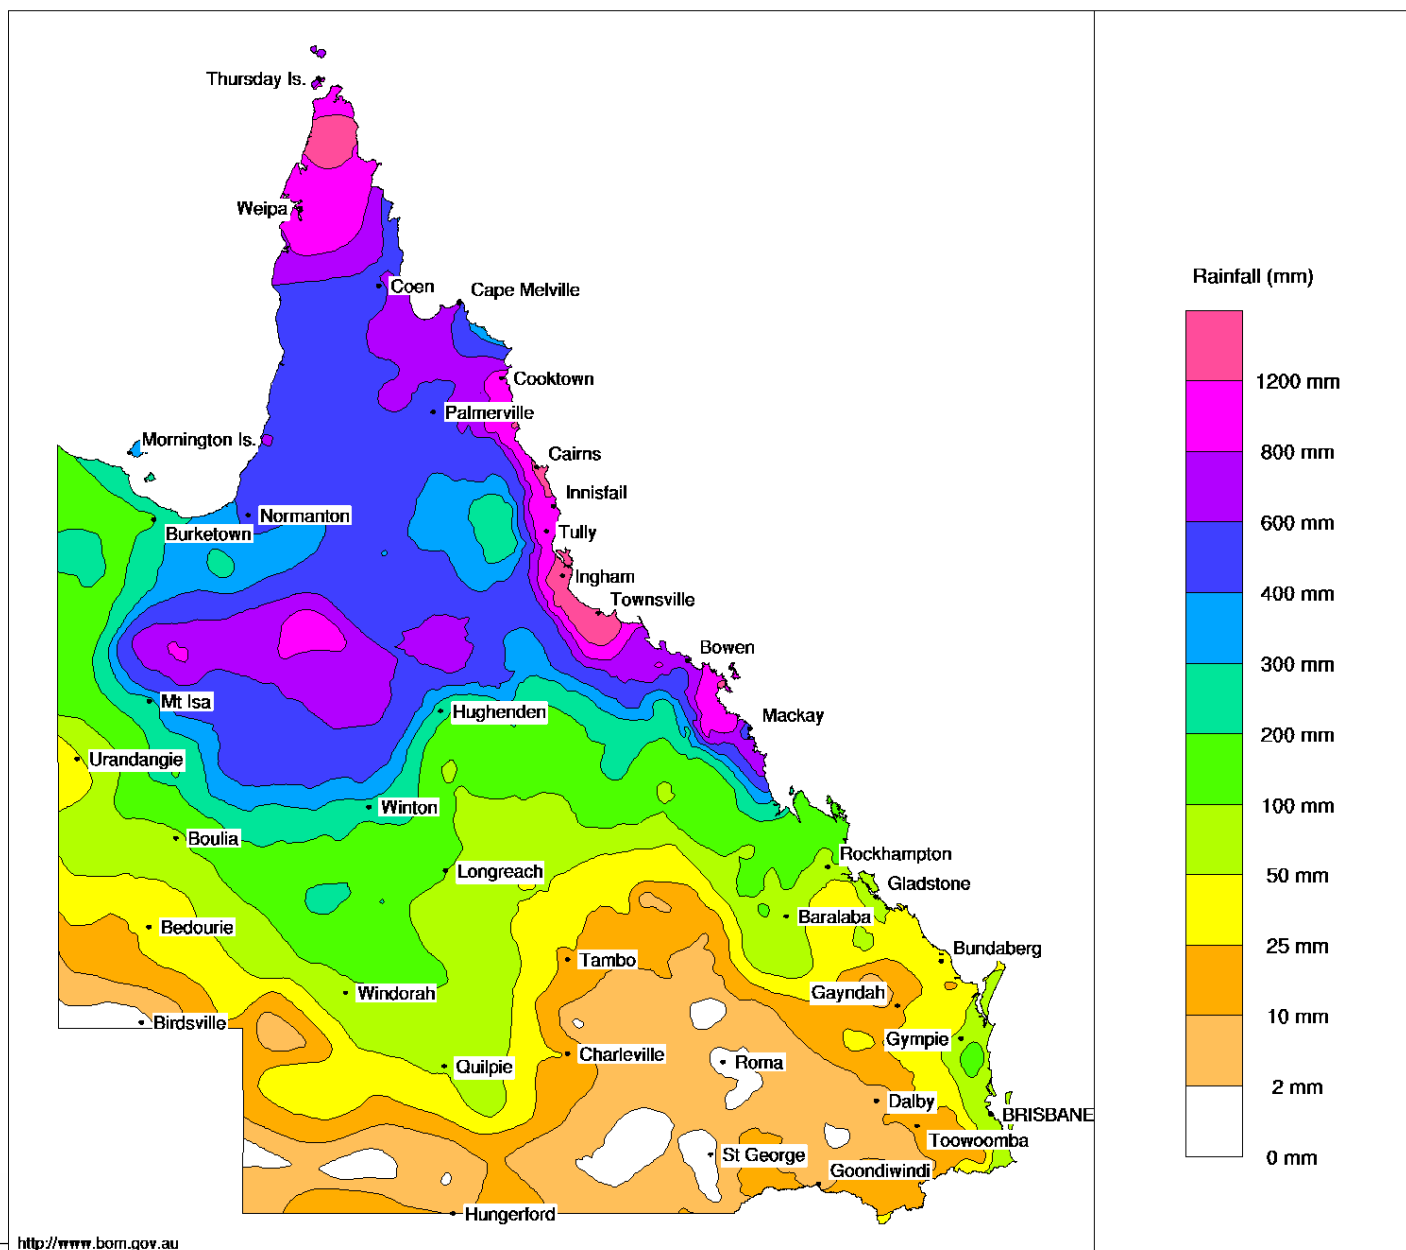 Thursday Is.
Weipa
Coen
Cape Melville
Rainfall (mm)
Cooktown
1200 mm
Palmerville
Mornington Is.
800 mm
Cairns
Innisfail
Normanton
600 mm
Burketown
Tully
Ingham
400 mm
Townsville
Bowen
300 mm
Mt Isa
Hughenden
Mackay
200 mm
Urandangie
Winton
100 mm
Boulia
Rockhampton
Longreach
50 mm
Gladstone
Baralaba
Bedourie
Bundaberg
25 mm
Tambo
Windorah
Gayndah
10 mm
Birdsville
Gympie
Charleville
Roma
Quilpie
2 mm
Dalby
BRISBANE
Toowoomba
St George
0 mm
Goondiwindi
Hungerford
http://www.bom.gov.au